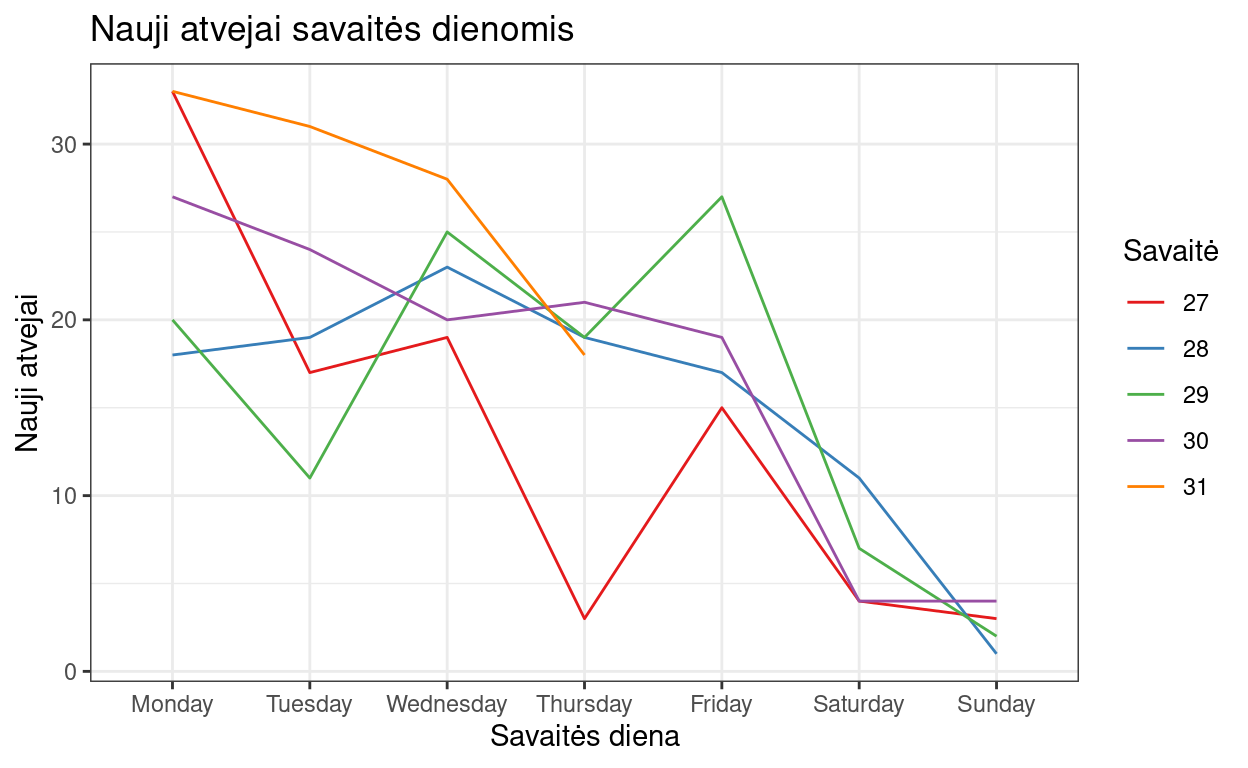 Nauji atvejai savaitės dienomis
Nauji atvejai
30
20
10
0
Monday Tuesday Wednesday Thursday Friday Saturday Sunday
Savaitės diena
Savaitė
27
28
29
30
31